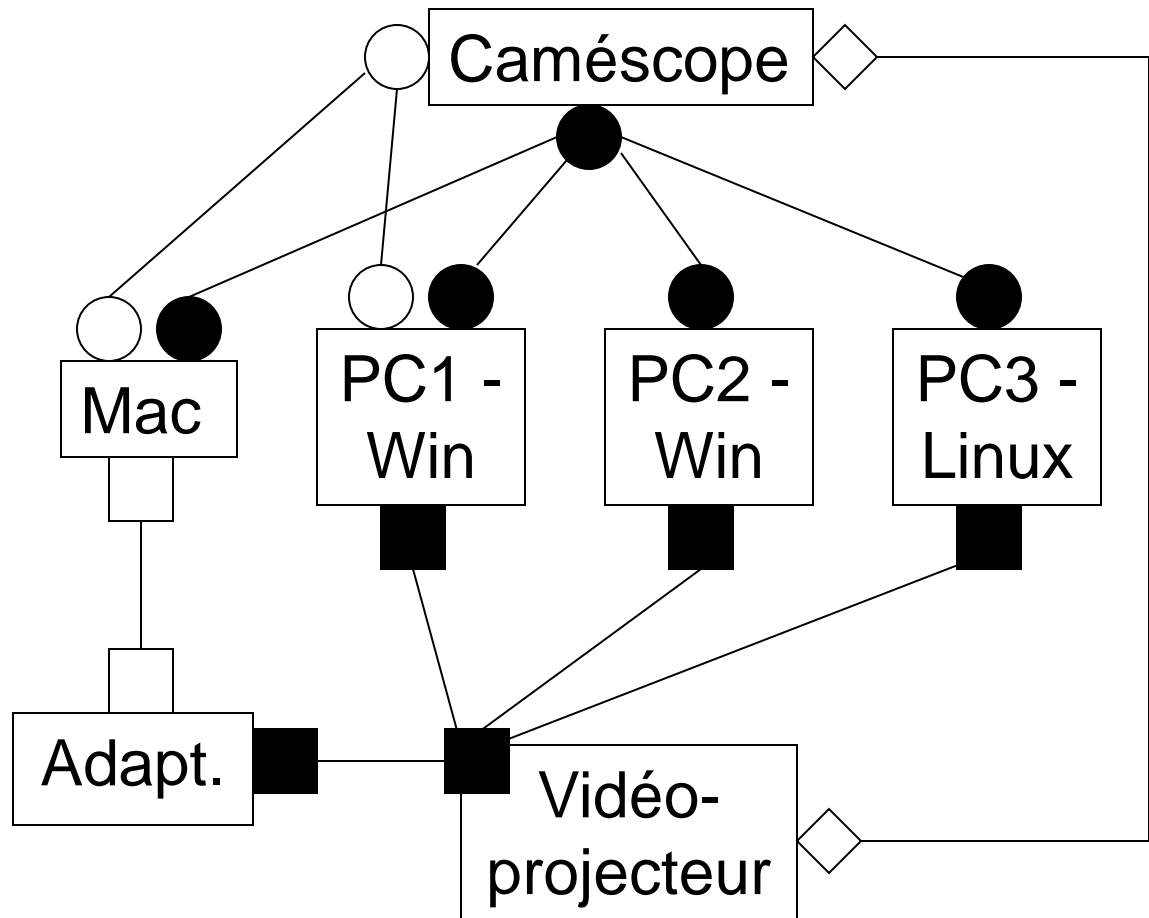 Caméscope
Mac
PC1 -
Win
PC2 -
Win
PC3 -
Linux
Adapt.
Vidéo-
projecteur